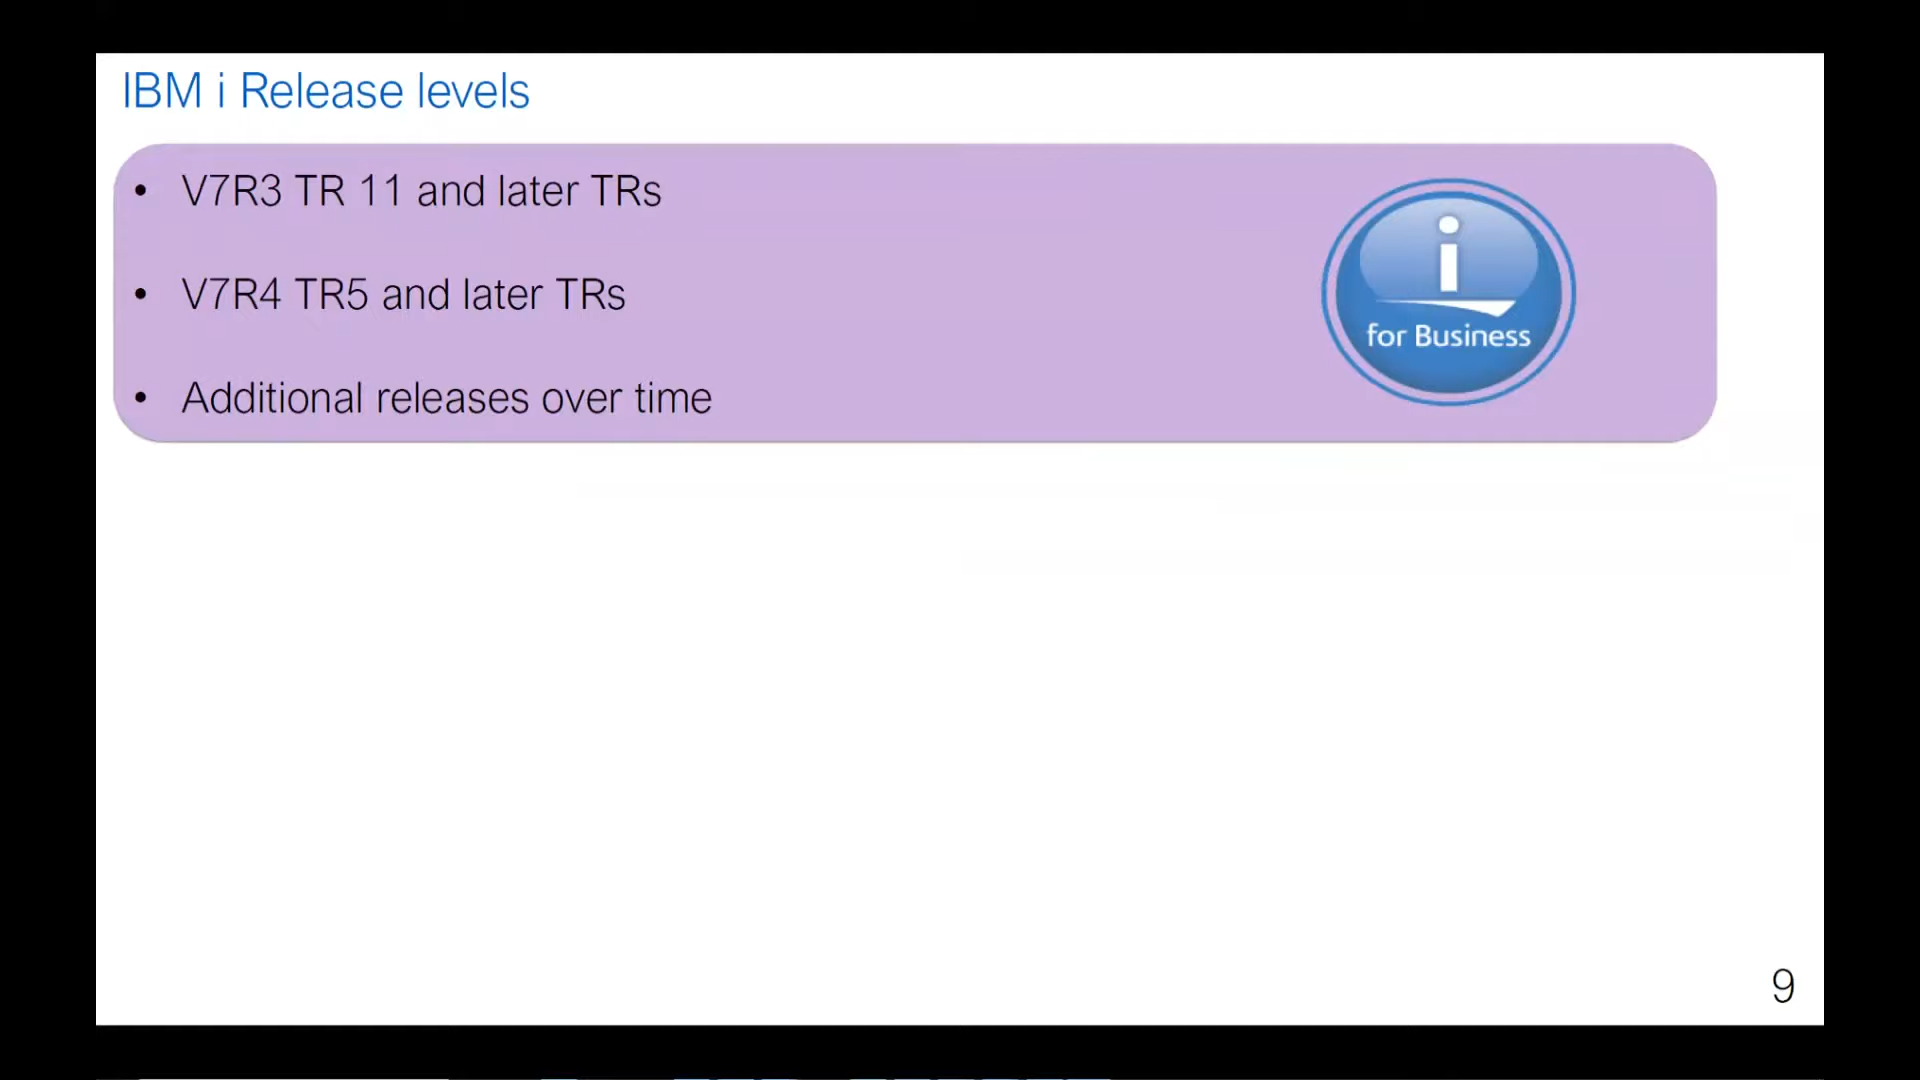 IBM i Release levels
• V7R3 TR 11 and later TRs
• V7R4 TR5 and later TRs
• Additional releases over time
i
for Business
9